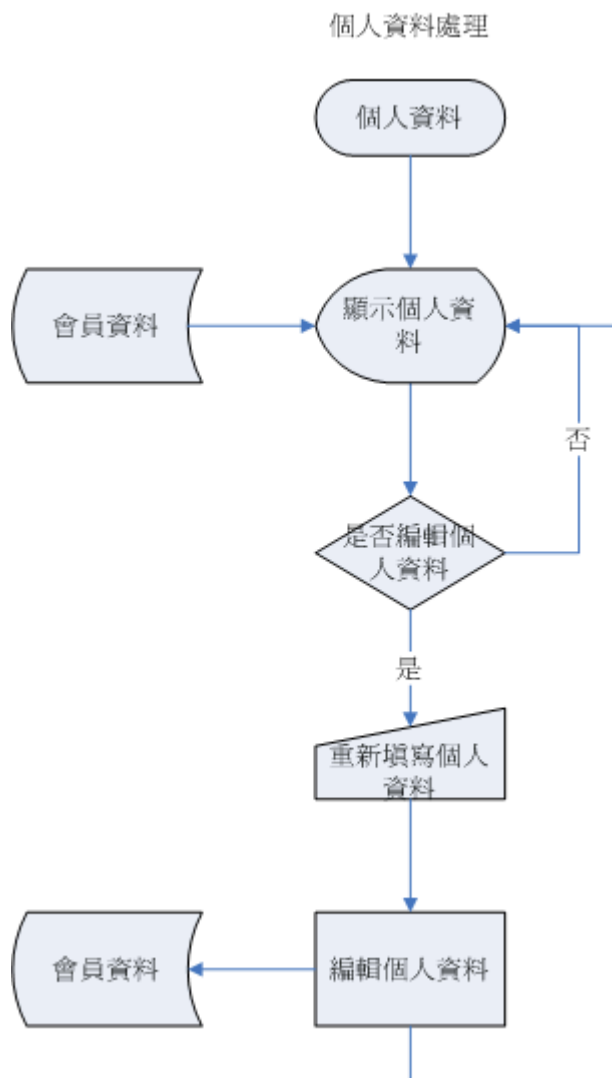 個人資料處理
個人資料
會員資料
顯示個人資
料
否
是否編輯個
人資料
是
重新填寫個人
資料
會員資料
編輯個人資料